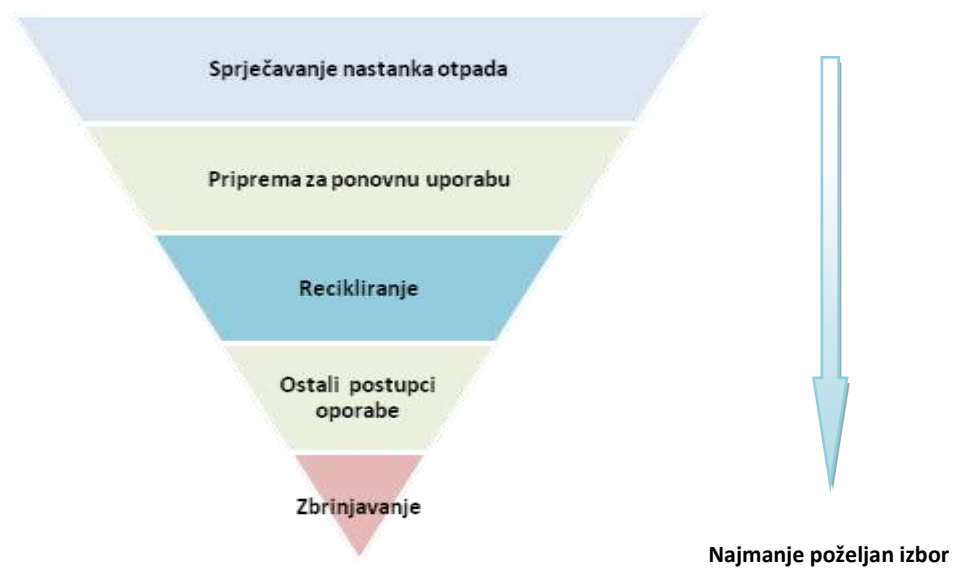 Sprječavanje nastanka otpada
Priprema za ponovnu uporabu
Recikliranje
Ostali postupci
oporabe
Zbrinjavanje
Najmanje poželjan izbor